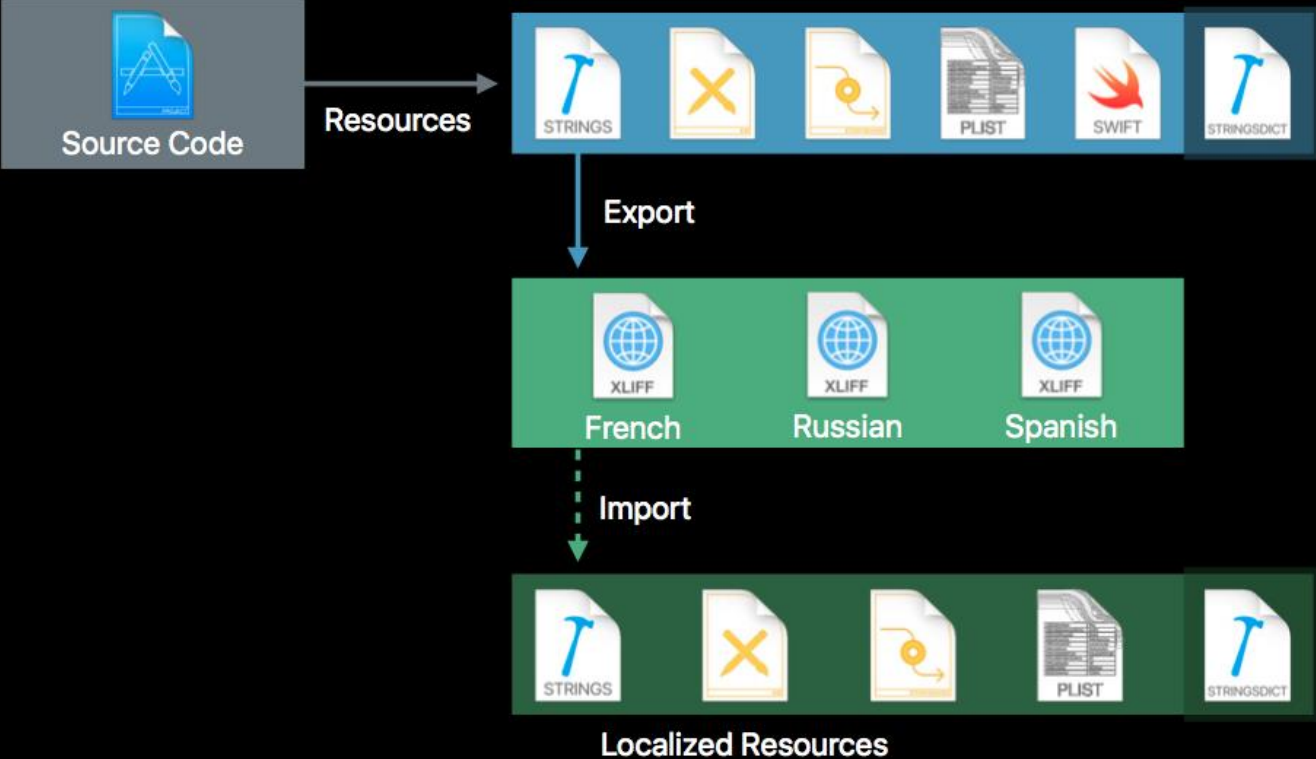 PROJECT
Source Code
Resources
STRINGS
PLIST
SWIFT
STRINGSDICT
Export
XLIFF
XLIFF
XLIFF
French
Russian
Spanish
Import
STRINGS
PLIST
STRINGSDICT
Localized Resources